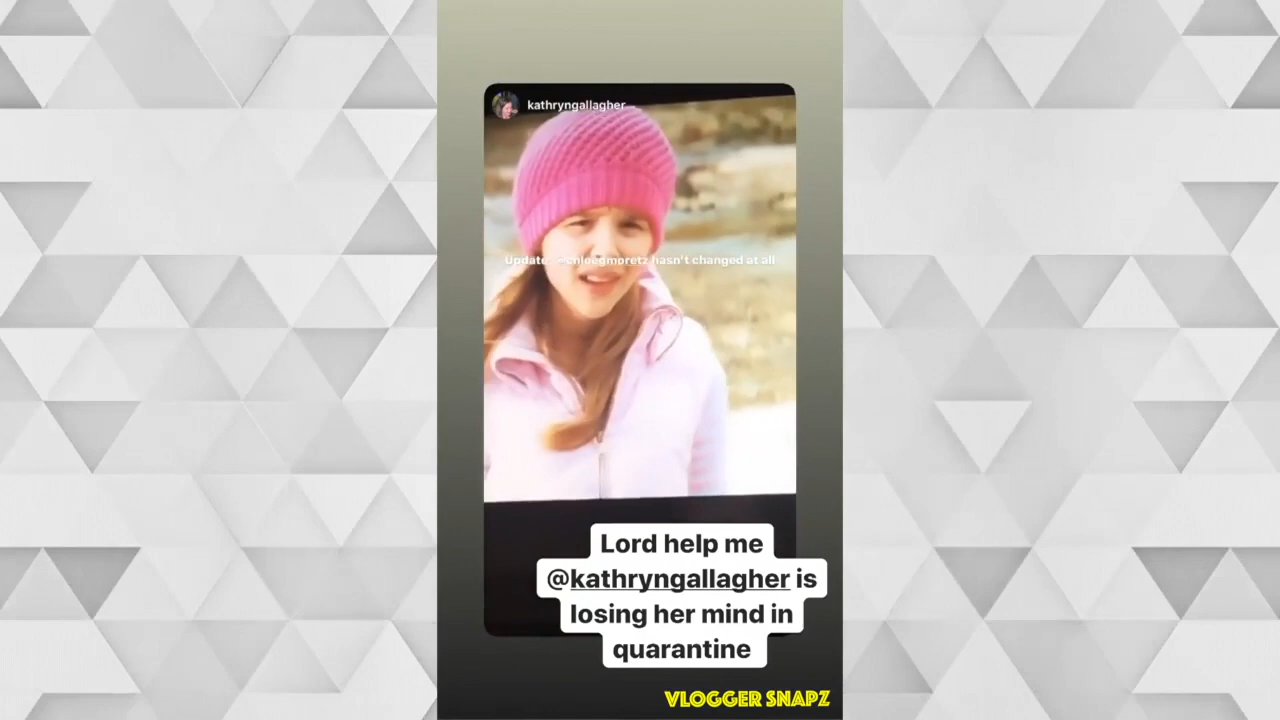 kathryngallagher
Update: @chloegmoretz hasn't changed at all
Lord help me
@kathryngallagher is
losing her mind in
quarantine
VLOGGER SNAPZ